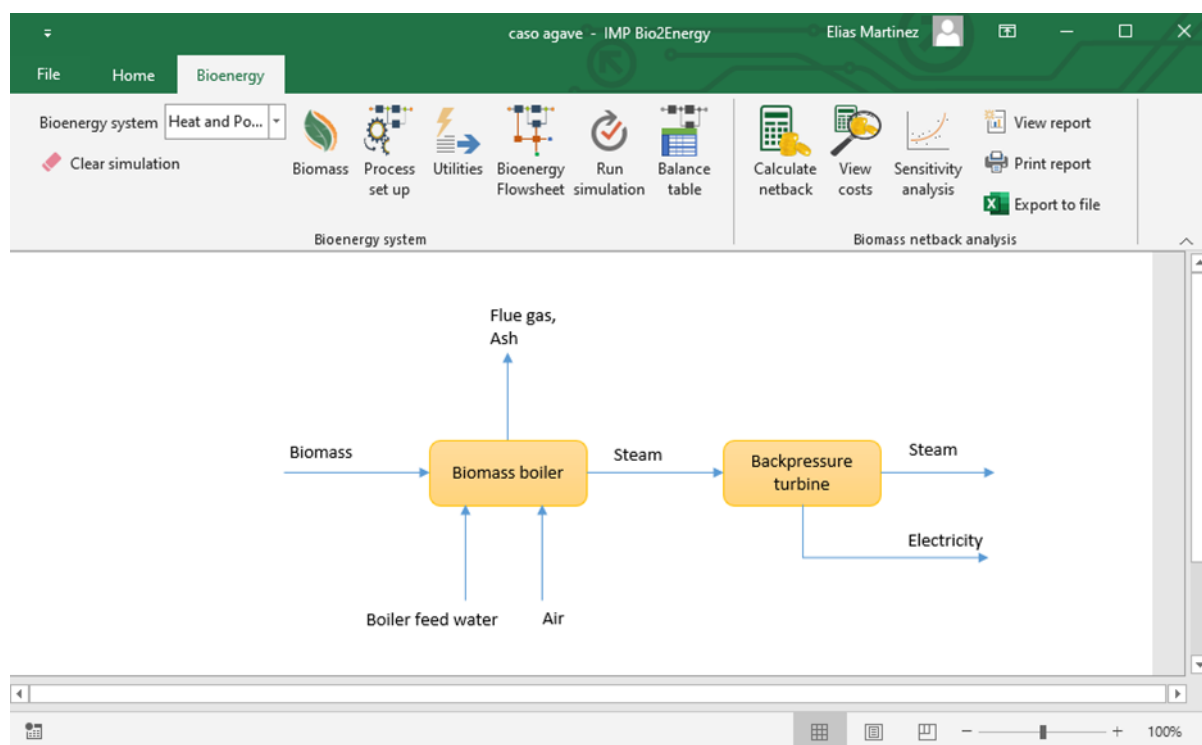 caso agave - IMP Bio2Energy
Elias Martinez
File
Home
Bioenergy
Bioenergy system
Heat and Po...
Clear simulation
Biomass
Process
set up
Utilities
Bioenergy
Flowsheet
Run
simulation
Balance
table
Calculate
netback
View
costs
Sensitivity
analysis
View report
Print report
Export to file
Bioenergy system
Biomass netback analysis
Flue gas,
Ash
Biomass
Biomass boiler
Steam
Backpressure
turbine
Steam
Electricity
Boiler feed water
Air
100%